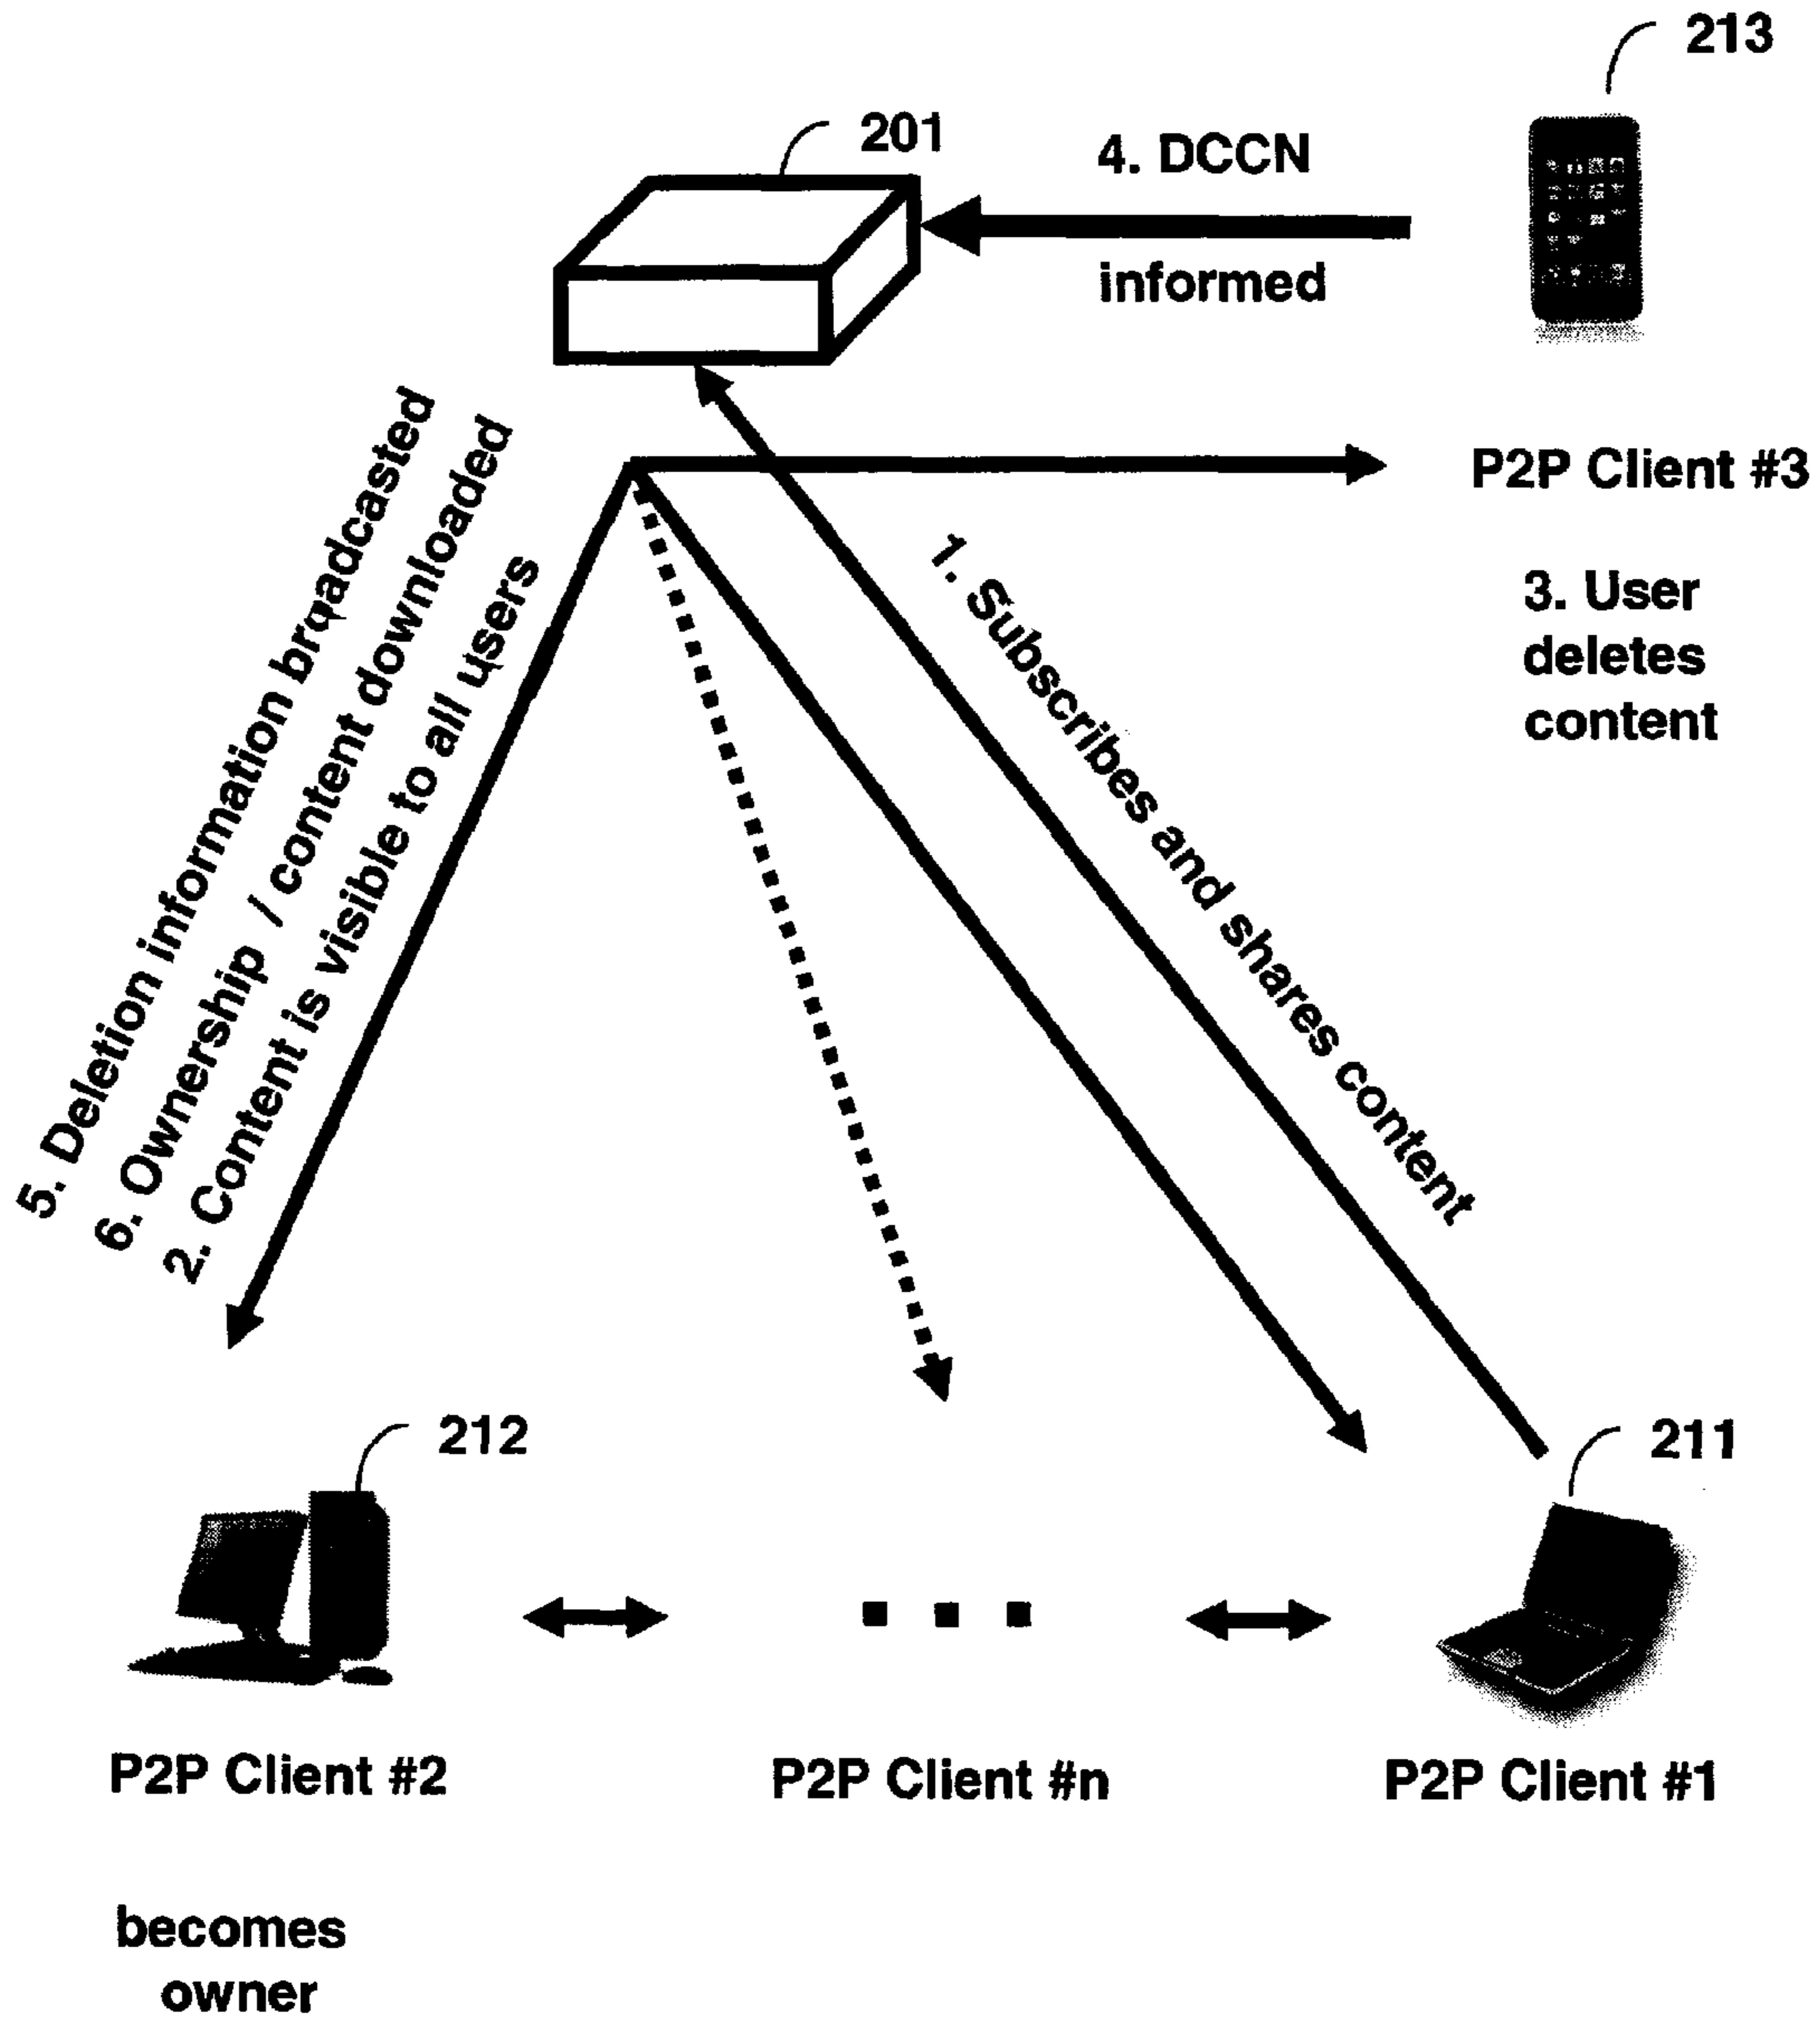 213
201
4. DCCN
informed
P2P Client #3
3. User
deletes
content
5. Deletion information broadcasted
6. Ownership / content downloaded
2. Content is visible to all users
1. Subscribes and shares content
212
211
P2P Client #2
P2P Client #n
P2P Client #1
becomes
owner